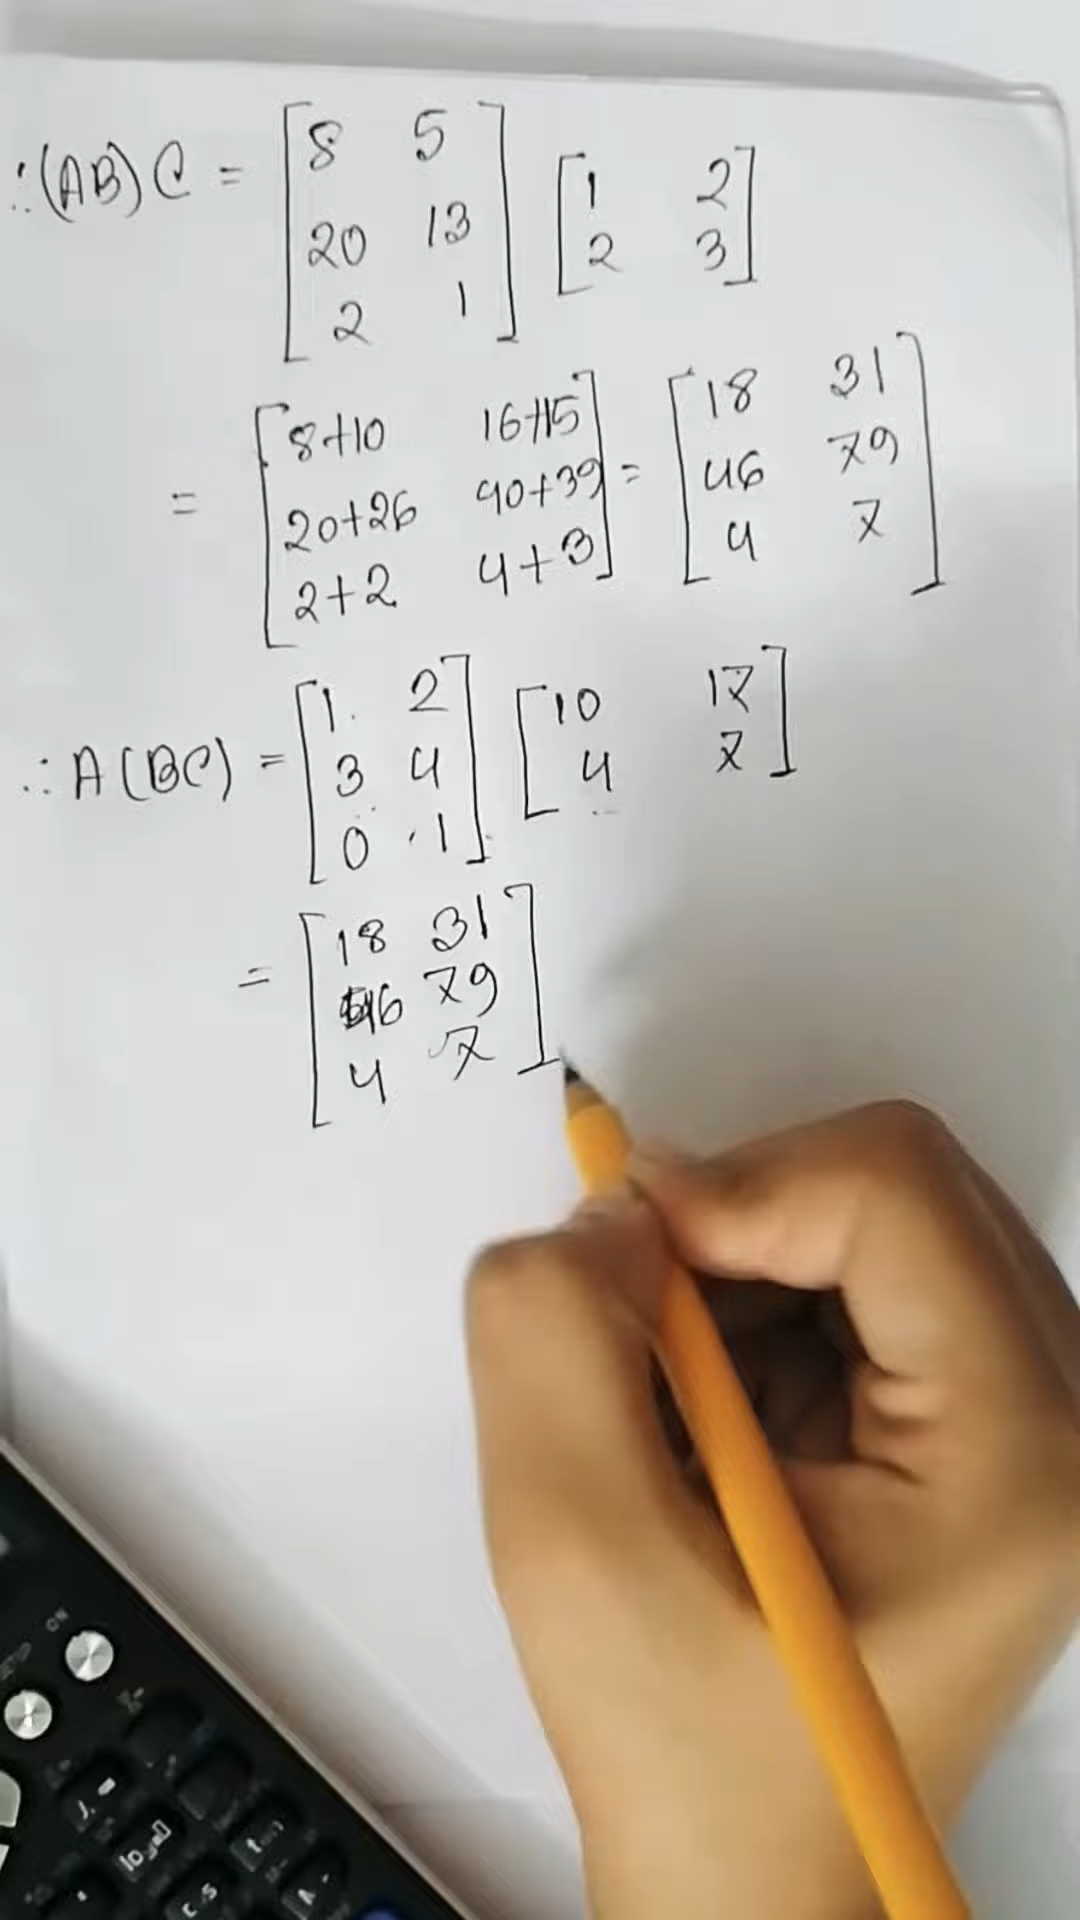 ∴(AB)C = [8 5; 20 13; 2 1] [1 2; 2 3]
= [8+10 16+15; 20+26 40+39; 2+2 4+3] = [18 31; 46 79; 4 7]
∴A(BC) = [1. 2; 3 4; 0 1] [10 17; 4 7]
= [18 31; 46 79; 4 7]
ON
log